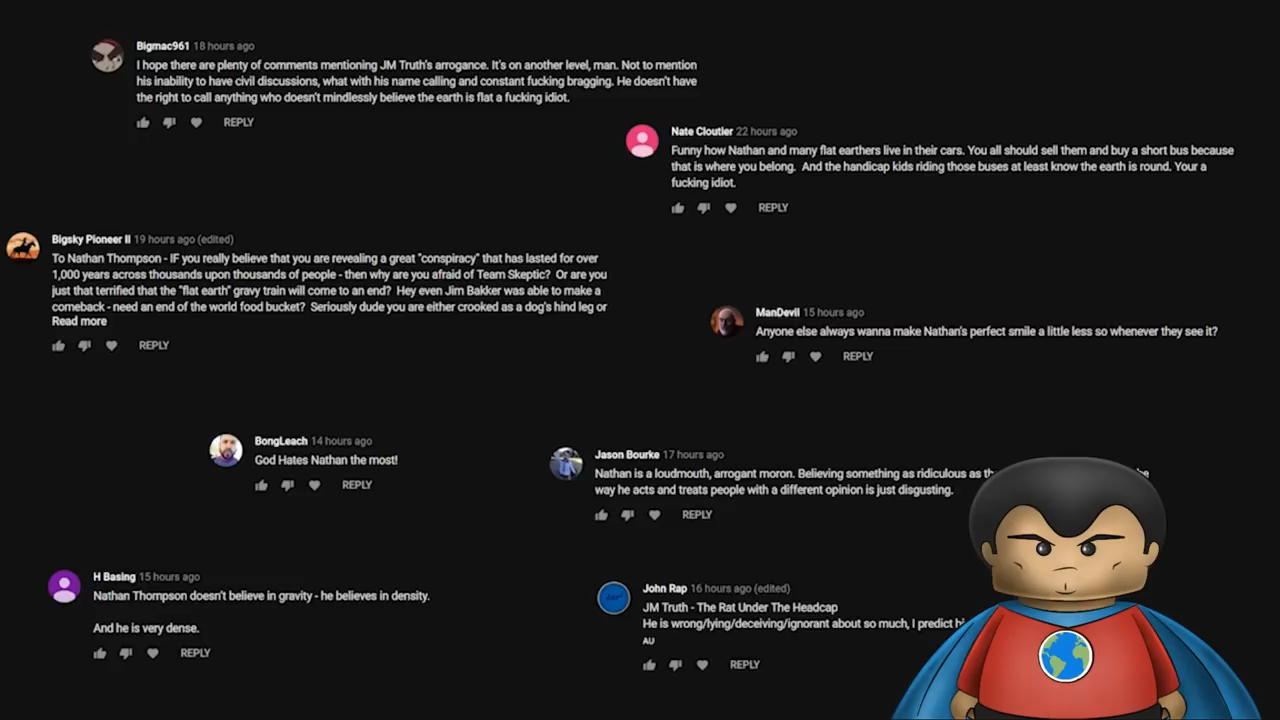 Bigmac961 18 hours ago
I hope there are plenty of comments mentioning JM Truth's arrogance. It's on another level, man. Not to mention
his inability to have civil discussions, what with his name calling and constant fucking bragging. He doesn't have
the right to call anything who doesn't mindlessly believe the earth is flat a fucking idiot.
REPLY
Nate Cloutier 22 hours ago
Funny how Nathan and many flat earthers live in their cars. You all should sell them and buy a short bus because
that is where you belong. And the handicap kids riding those buses at least know the earth is round. Your a
fucking idiot.
REPLY
Bigsky Pioneer II 19 hours ago (edited)
To Nathan Thompson - IF you really believe that you are revealing a great "conspiracy" that has lasted for over
1,000 years across thousands upon thousands of people - then why are you afraid of Team Skeptic? Or are you
just that terrified that the "flat earth" gravy train will come to an end? Hey even Jim Bakker was able to make a
comeback - need an end of the world food bucket? Seriously dude you are either crooked as a dog's hind leg or
Read more
REPLY
ManDevil 15 hours ago
Anyone else always wanna make Nathan's perfect smile a little less so whenever they see it?
REPLY
BongLeach 14 hours ago
God Hates Nathan the most!
REPLY
Jason Bourke 17 hours ago
Nathan is a loudmouth, arrogant moron. Believing something as ridiculous as
way he acts and treats people with a different opinion is just disgusting.
REPLY
H Basing 15 hours ago
Nathan Thompson doesn't believe in gravity - he believes in density.
And he is very dense.
REPLY
John Rap 16 hours ago (edited)
JM Truth - The Rat Under The Headcap
He is wrong/lying/deceiving/ignorant about so much, I predict
AU
REPLY